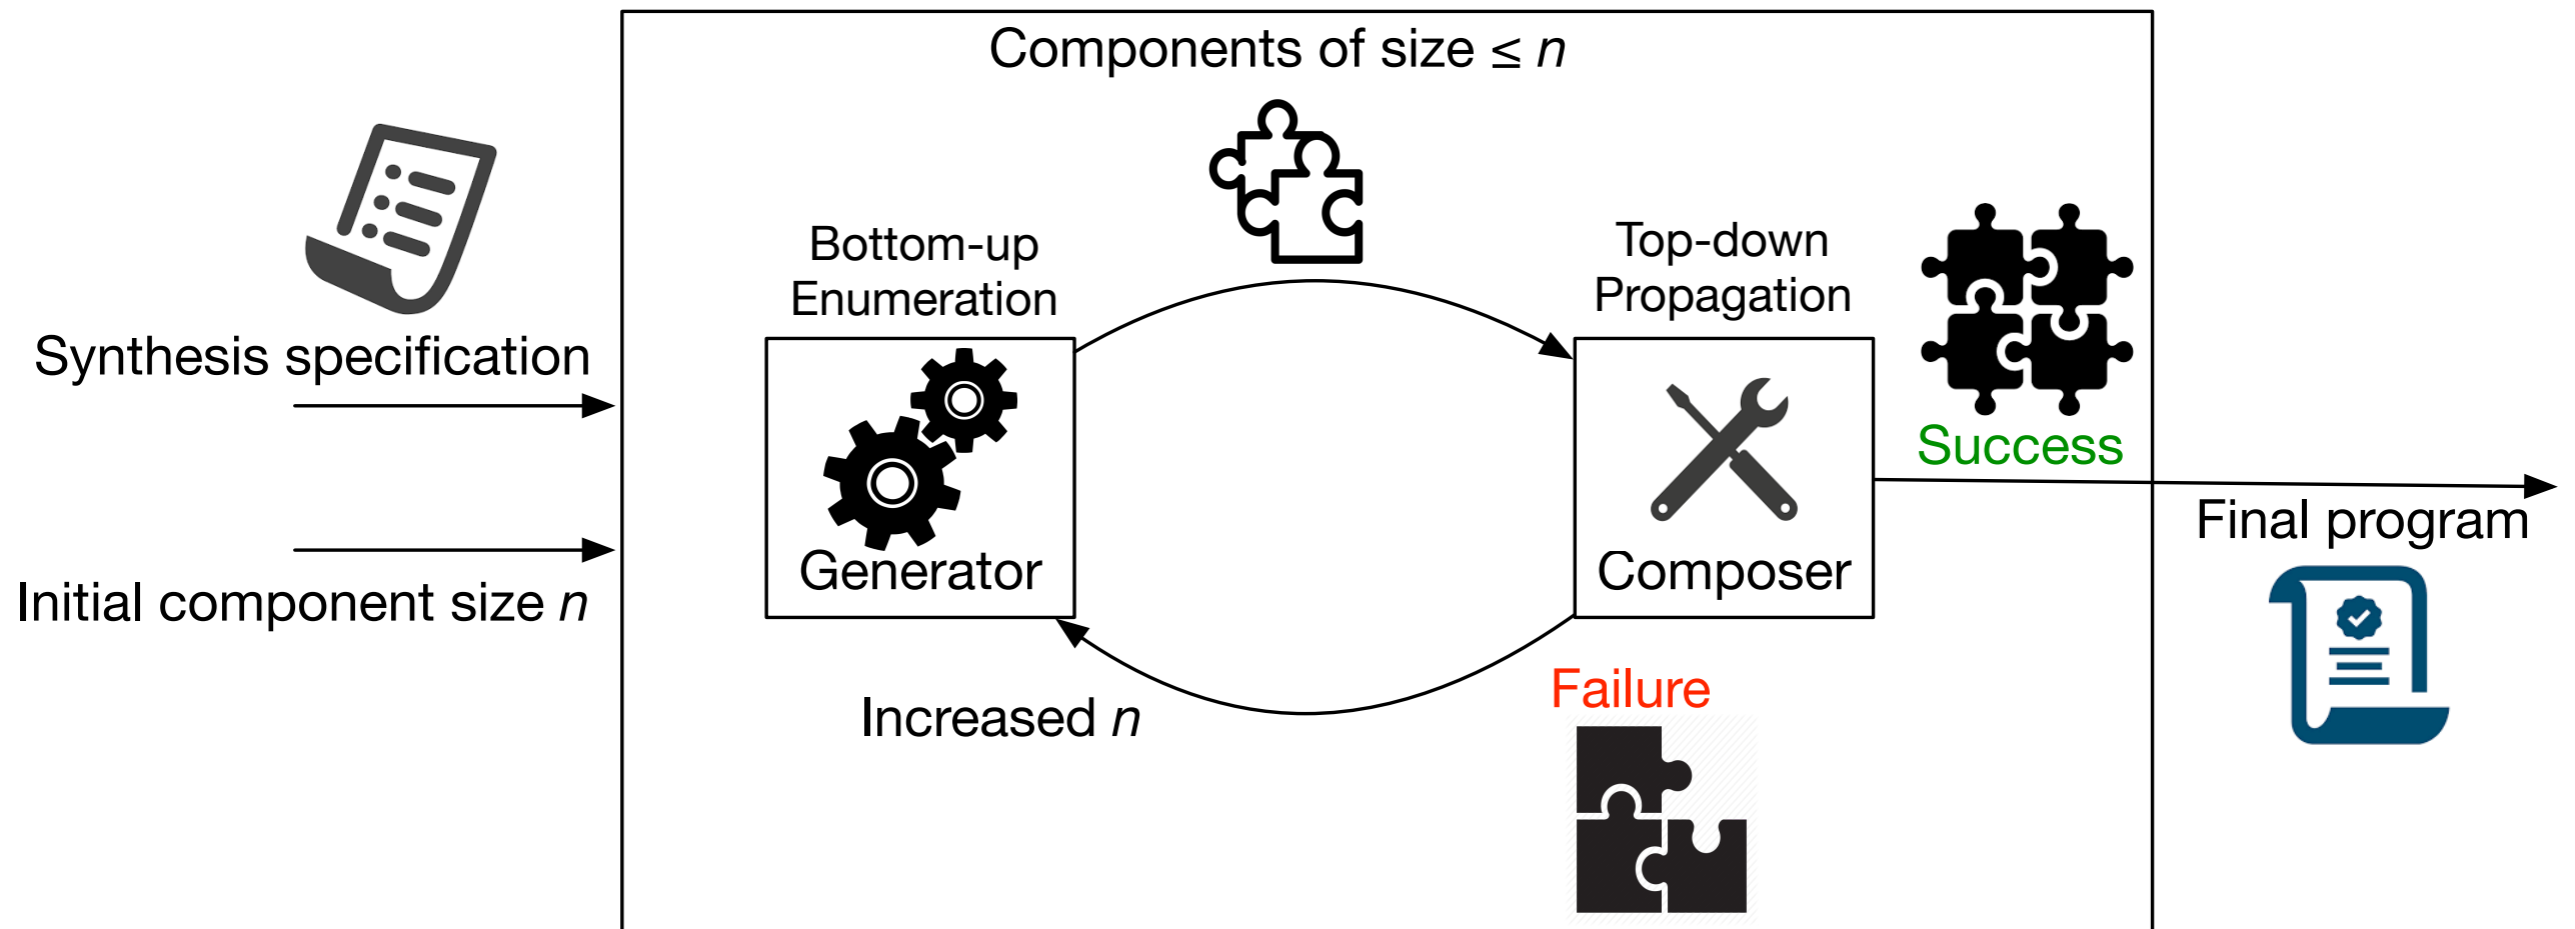 Components of size ≤ n
Bottom-up
Enumeration
Top-down
Propagation
Synthesis specification
Success
Final program
Generator
Composer
Initial component size n
Increased n
Failure